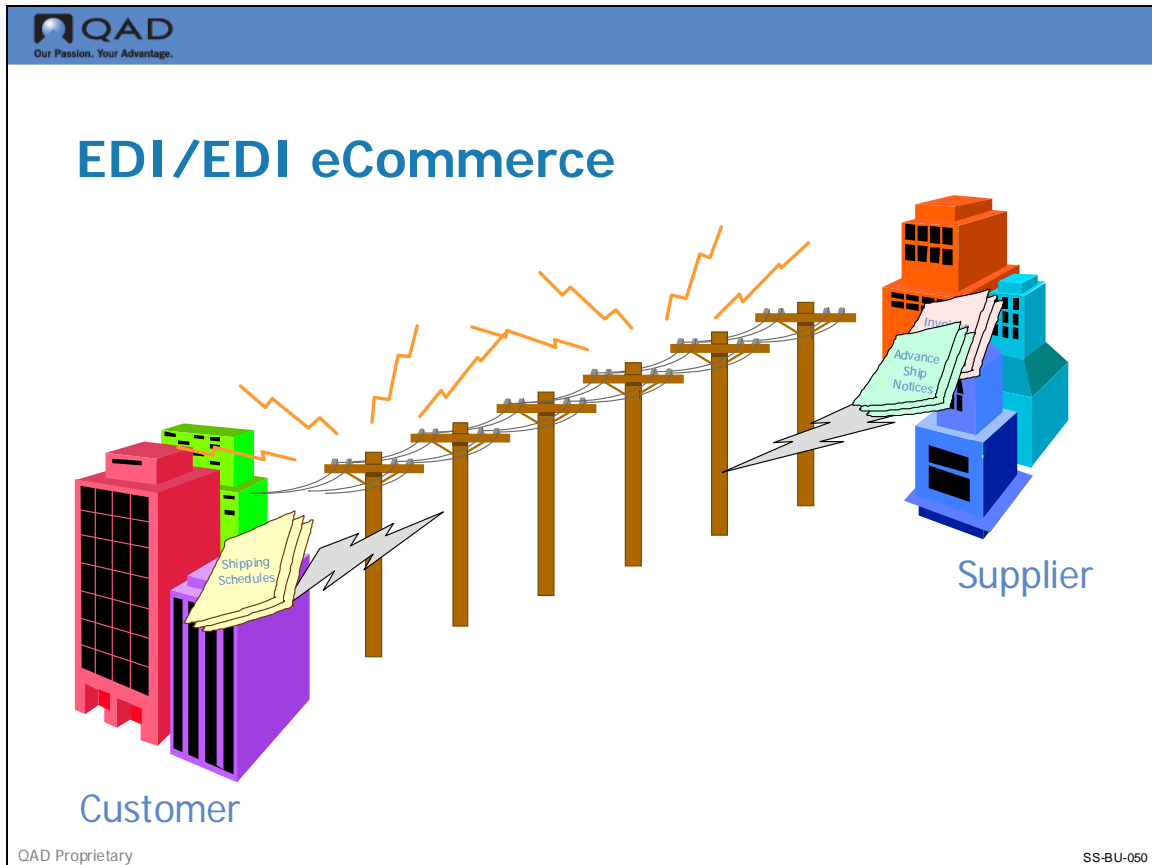 QAD
Our Passion. Your Advantage.
EDI/EDI eCommerce
Advance
Ship
Notices
Shipping
Schedules
Supplier
Customer
QAD Proprietary
SS-BU-050